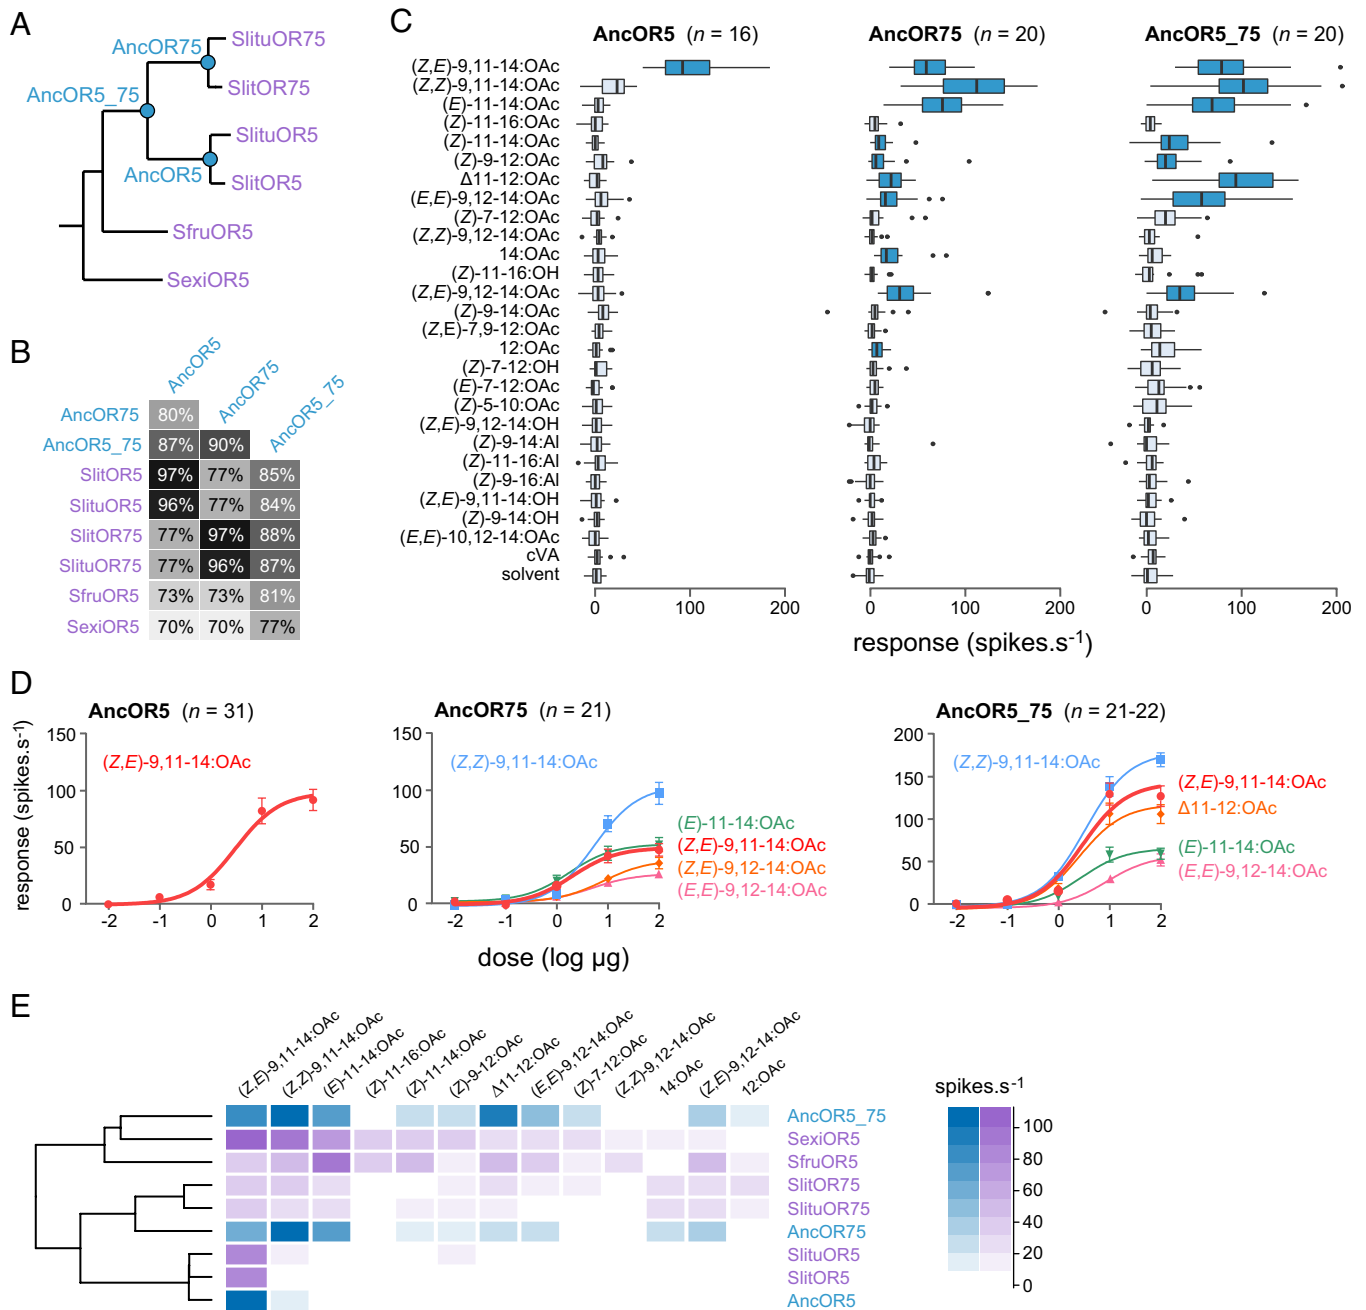 A
AncOR75
SlituOR75
SlitOR75
AncOR5_75
SlituOR5
AncOR5
SlitOR5
SfruOR5
SexiOR5
B
AncOR5
AncOR75
AncOR5_75
AncOR75 80%
AncOR5_75 87% 90%
SlitOR5 97% 77% 85%
SlituOR5 96% 77% 84%
SlitOR75 77% 97% 88%
SlituOR75 77% 96% 87%
SfruOR5 73% 73% 81%
SexiOR5 70% 70% 77%
C
AncOR5 (n = 16) AncOR75 (n = 20) AncOR5_75 (n = 20)
(Z,E)-9,11-14:OAc
(Z,Z)-9,11-14:OAc
(E)-11-14:OAc
(Z)-11-16:OAc
(Z)-11-14:OAc
(Z)-9-12:OAc
Δ11-12:OAc
(E,E)-9,12-14:OAc
(Z)-7-12:OAc
(Z,Z)-9,12-14:OAc
14:OAc
(Z)-11-16:OH
(Z,E)-9,12-14:OAc
(Z)-9-14:OAc
(Z,E)-7,9-12:OAc
12:OAc
(Z)-7-12:OH
(E)-7-12:OAc
(Z)-5-10:OAc
(Z,E)-9,12-14:OH
(Z)-9-14:Al
(Z)-11-16:Al
(Z)-9-16:Al
(Z,E)-9,11-14:OH
(Z)-9-14:OH
(E,E)-10,12-14:OAc
cVA
solvent
0 100 200 0 100 200 0 100 200
response (spikes.s⁻¹)
D
AncOR5 (n = 31)
response (spikes.s⁻¹)
150
100
50
0
(Z,E)-9,11-14:OAc
-2 -1 0 1 2
AncOR75 (n = 21)
150
100
50
0
(Z,Z)-9,11-14:OAc
(E)-11-14:OAc
(Z,E)-9,11-14:OAc
(Z,E)-9,12-14:OAc
(E,E)-9,12-14:OAc
-2 -1 0 1 2
dose (log µg)
AncOR5_75 (n = 21-22)
200
150
100
50
0
(Z,Z)-9,11-14:OAc
(Z,E)-9,11-14:OAc
Δ11-12:OAc
(E)-11-14:OAc
(E,E)-9,12-14:OAc
-2 -1 0 1 2
E
(Z,E)-9,11-14:OAc
(Z,Z)-9,11-14:OAc
(E)-11-14:OAc
(Z)-11-16:OAc
(Z)-11-14:OAc
(Z)-9-12:OAc
Δ11-12:OAc
(E,E)-9,12-14:OAc
(Z)-7-12:OAc
(Z,Z)-9,12-14:OAc
14:OAc
(Z,E)-9,12-14:OAc
12:OAc
AncOR5_75
SexiOR5
SfruOR5
SlitOR75
SlituOR75
AncOR75
SlituOR5
SlitOR5
AncOR5
spikes.s⁻¹
100
80
60
40
20
0